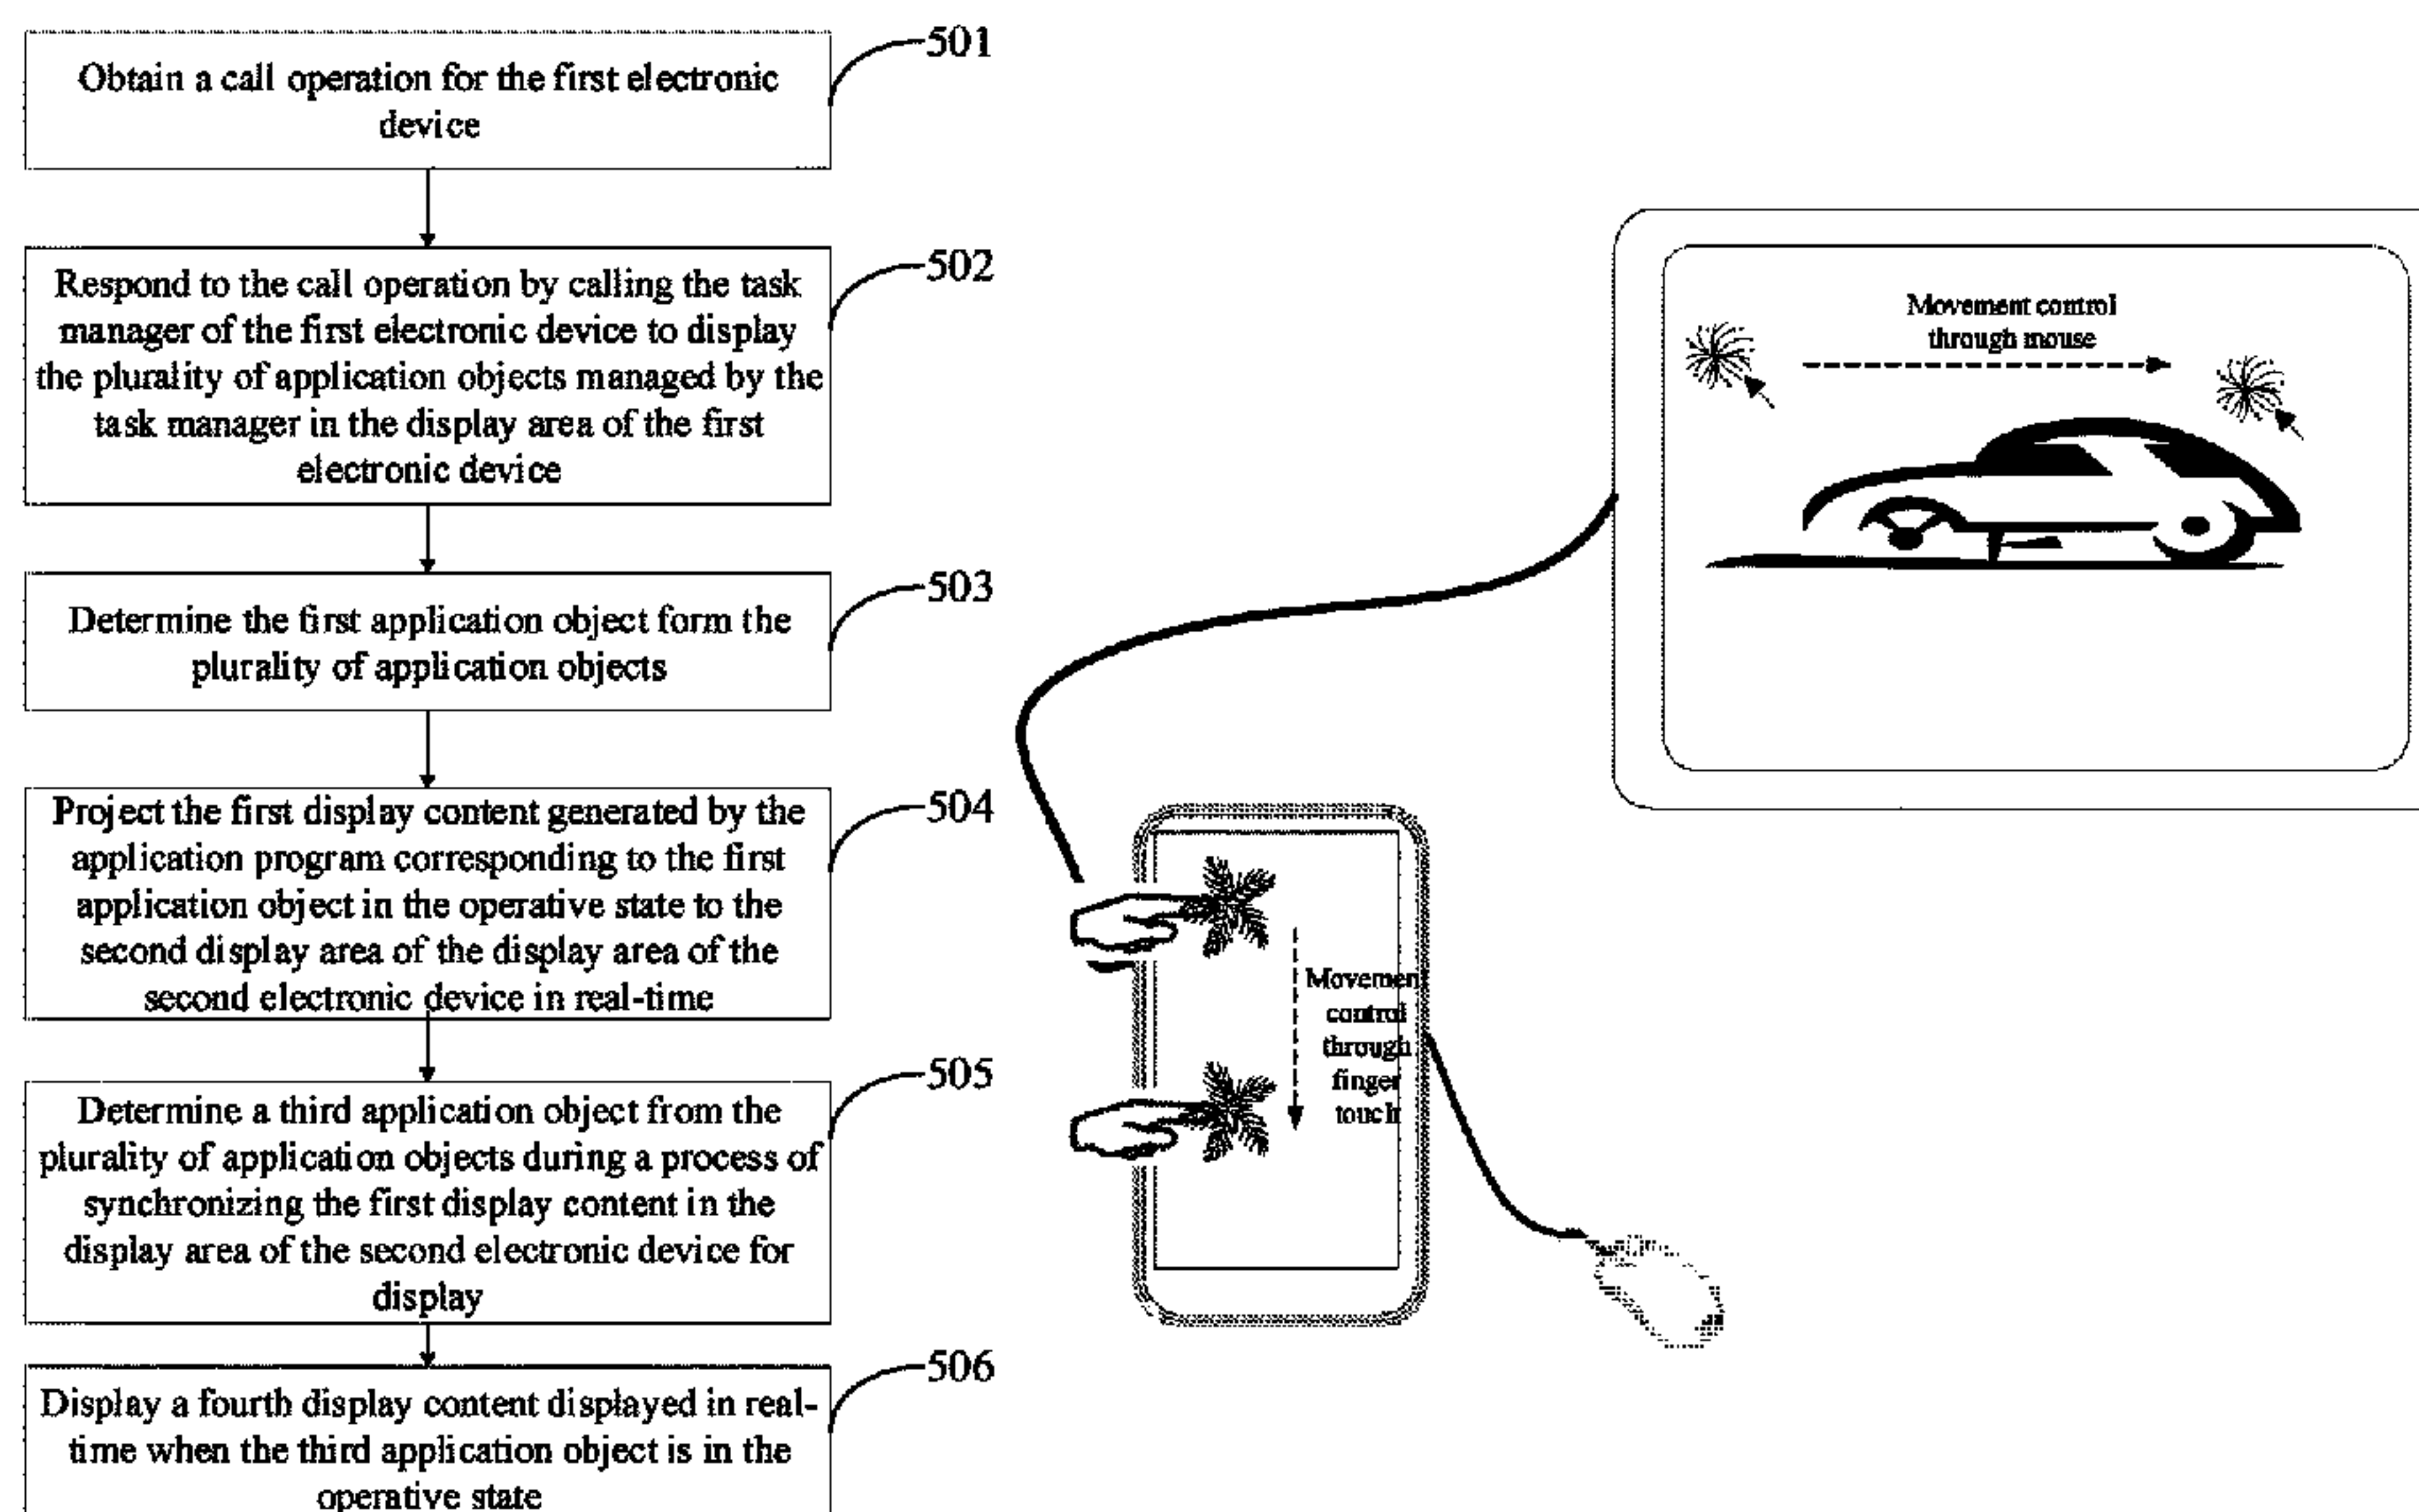 501
Obtain a call operation for the first electronic
device
502
Respond to the call operation by calling the task
manager of the first electronic device to display
the plurality of application objects managed by the
task manager in the display area of the first
electronic device
503
Determine the first application object form the
plurality of application objects
504
Project the first display content generated by the
application program corresponding to the first
application object in the operative state to the
second display area of the display area of the
second electronic device in real-time
505
Determine a third application object from the
plurality of application objects during a process of
synchronizing the first display content in the
display area of the second electronic device for
display
506
Display a fourth display content displayed in real-
time when the third application object is in the
operative state
Movement control
through mouse
Movement
control
through
finger
touch